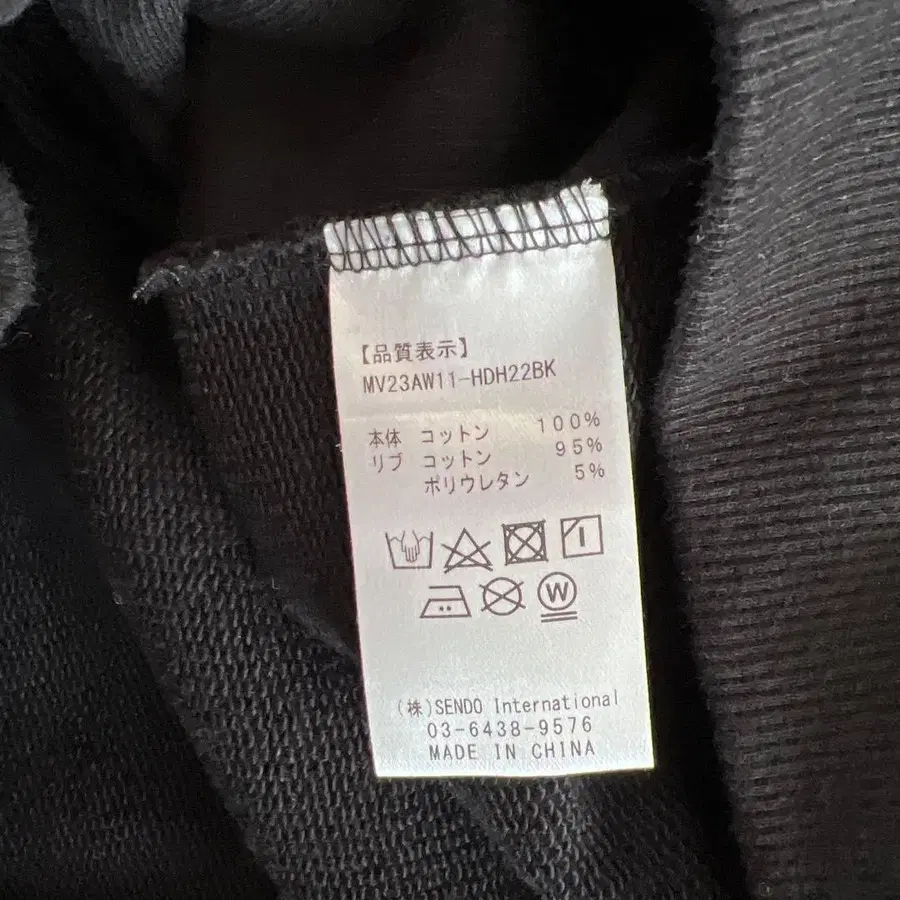 【品質表示】
MV23AW11-HDH22BK
本体 コットン 100%
リブ コットン 95%
ポリウレタン 5%
W
(株)SENDO International
03-6438-9576
MADE IN CHINA